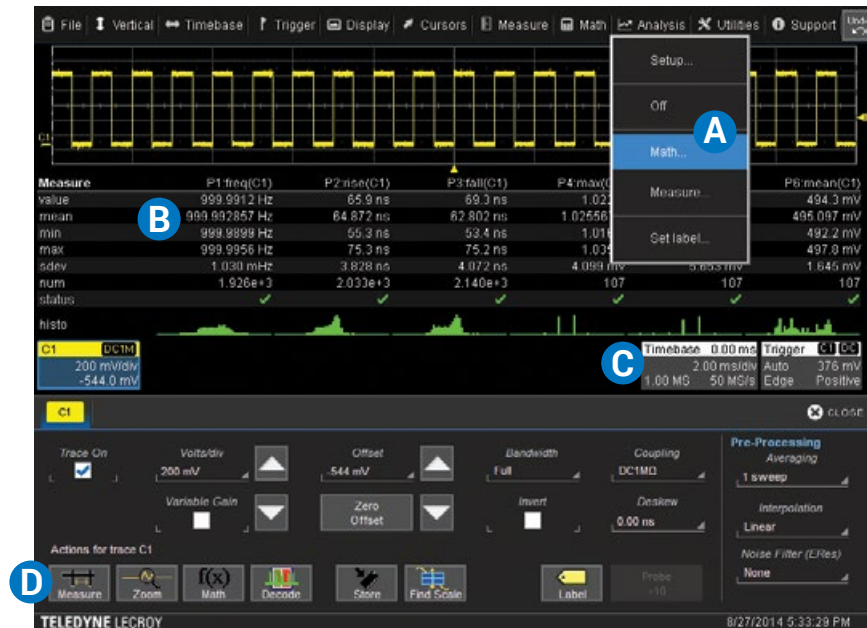 File Vertical Timebase Trigger Display Cursors Measure Math Analysis Utilities Support Undo
Setup...
Off
Math...
Measure...
Set label...
A
C1
Measure P1:freq(C1) P2:rise(C1) P3:fall(C1) P6:mean(C1)
value 999.9912 Hz 65.9 ns 69.3 ns 494.3 mV
mean 999.992857 Hz 64.872 ns 62.802 ns 495.097 mV
min 999.9899 Hz 55.3 ns 53.4 ns 492.2 mV
max 999.9956 Hz 75.3 ns 75.2 ns 497.8 mV
sdev 1.030 mHz 3.828 ns 4.072 ns 4.099 mV 5.653 mV 1.645 mV
num 1.926e+3 2.033e+3 2.140e+3 107 107 107
status
histo
B
C1 DC1M
200 mV/div
-544.0 mV
C
Timebase 0.00 ms
2.00 ms/div
1.00 MS 50 MS/s
Trigger C1 DC
Auto 376 mV
Edge Positive
C1 CLOSE
Trace On Volts/div Offset Bandwidth Coupling
200 mV -544 mV Full DC1MΩ
Variable Gain Zero Offset Invert Deskew
0.00 ns
Pre-Processing
Averaging
1 sweep
Interpolation
Linear
Noise Filter (ERes)
None
Actions for trace C1
D
f(x)
Measure Zoom Math Decode Store Find Scale Label Probe
÷10
TELEDYNE LECROY 8/27/2014 5:33:29 PM